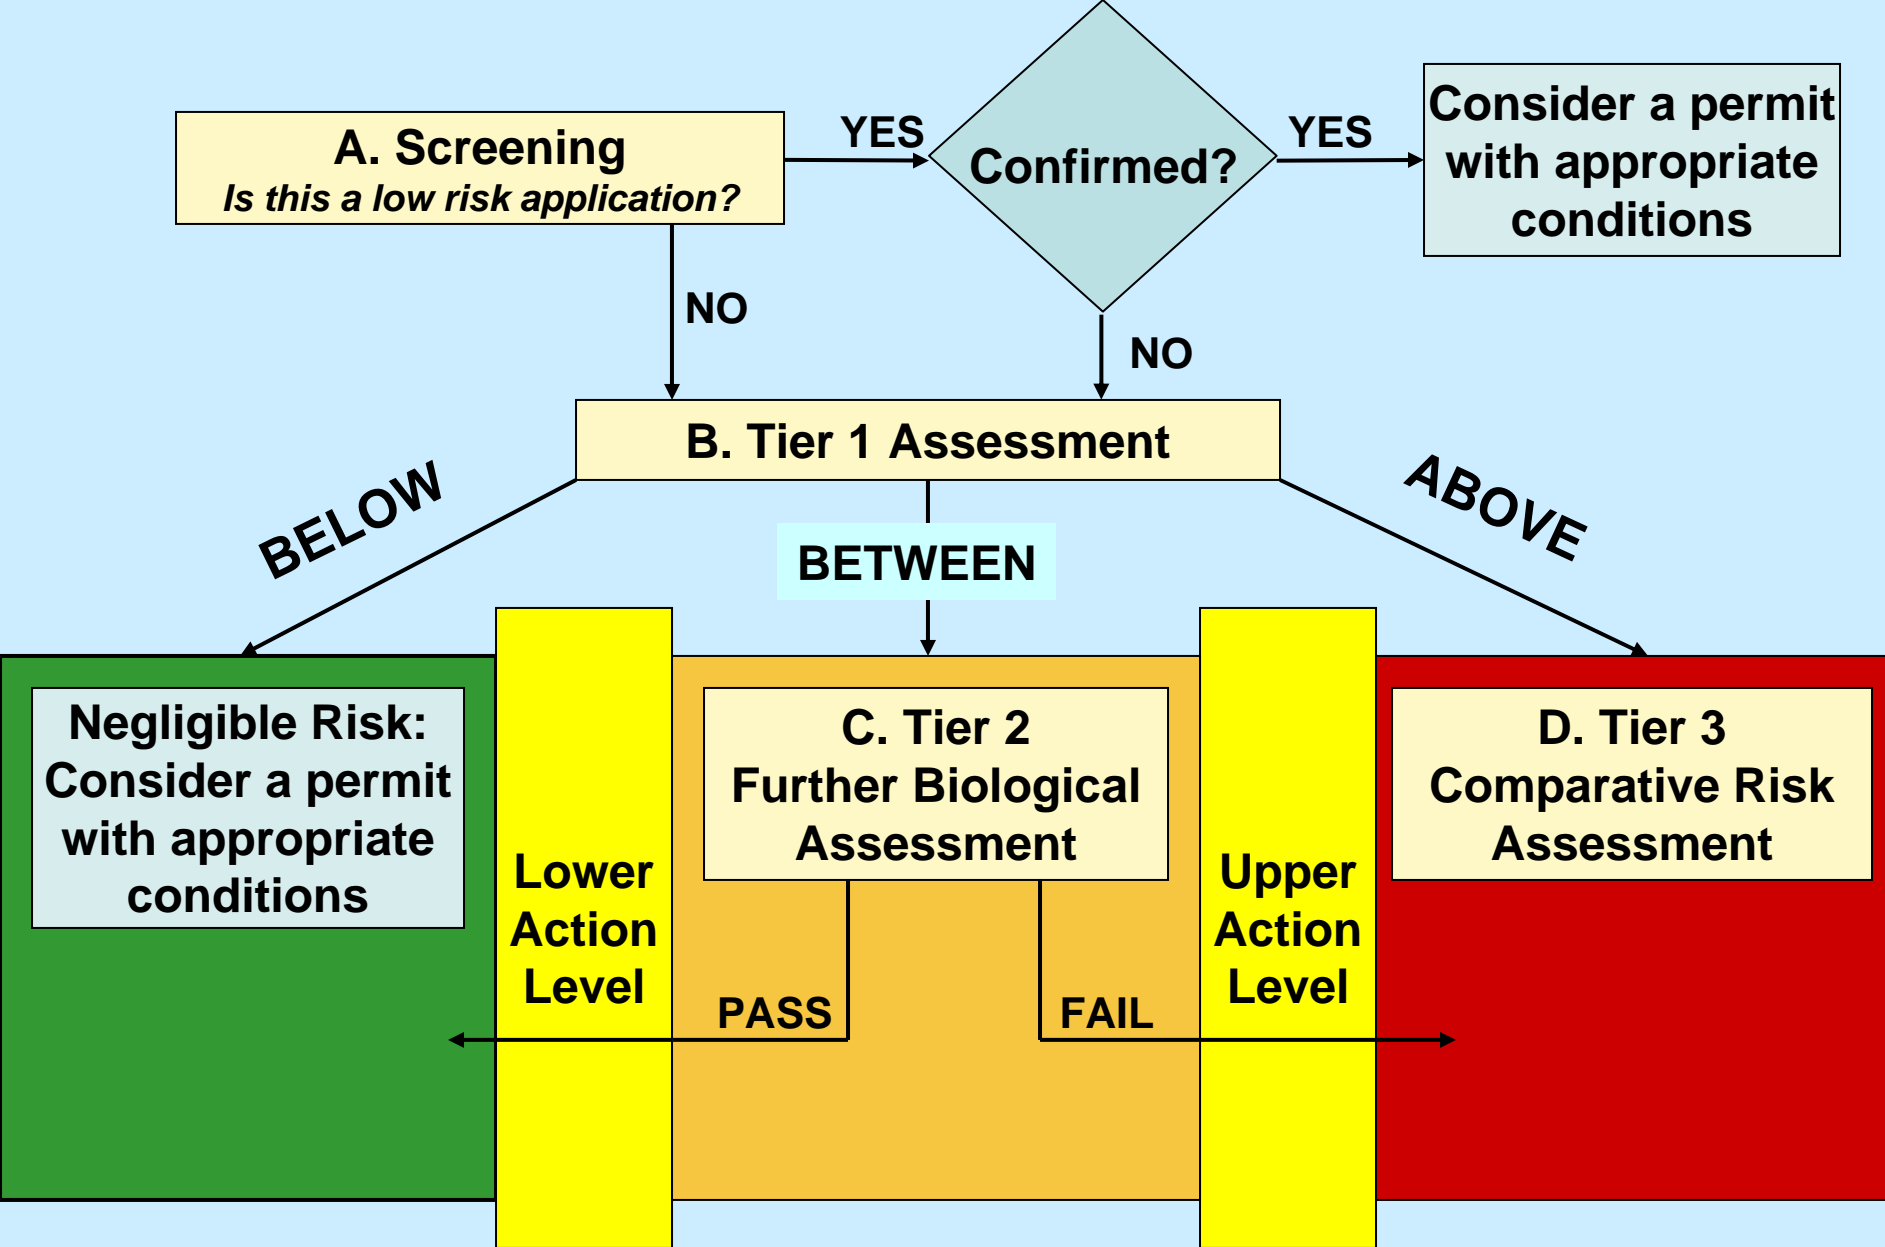 A. Screening
Is this a low risk application?
YES
Confirmed?
YES
Consider a permit
with appropriate
conditions
NO
NO
B. Tier 1 Assessment
BELOW
BETWEEN
ABOVE
Negligible Risk:
Consider a permit
with appropriate
conditions
Lower
Action
Level
C. Tier 2
Further Biological
Assessment
PASS
FAIL
Upper
Action
Level
D. Tier 3
Comparative Risk
Assessment